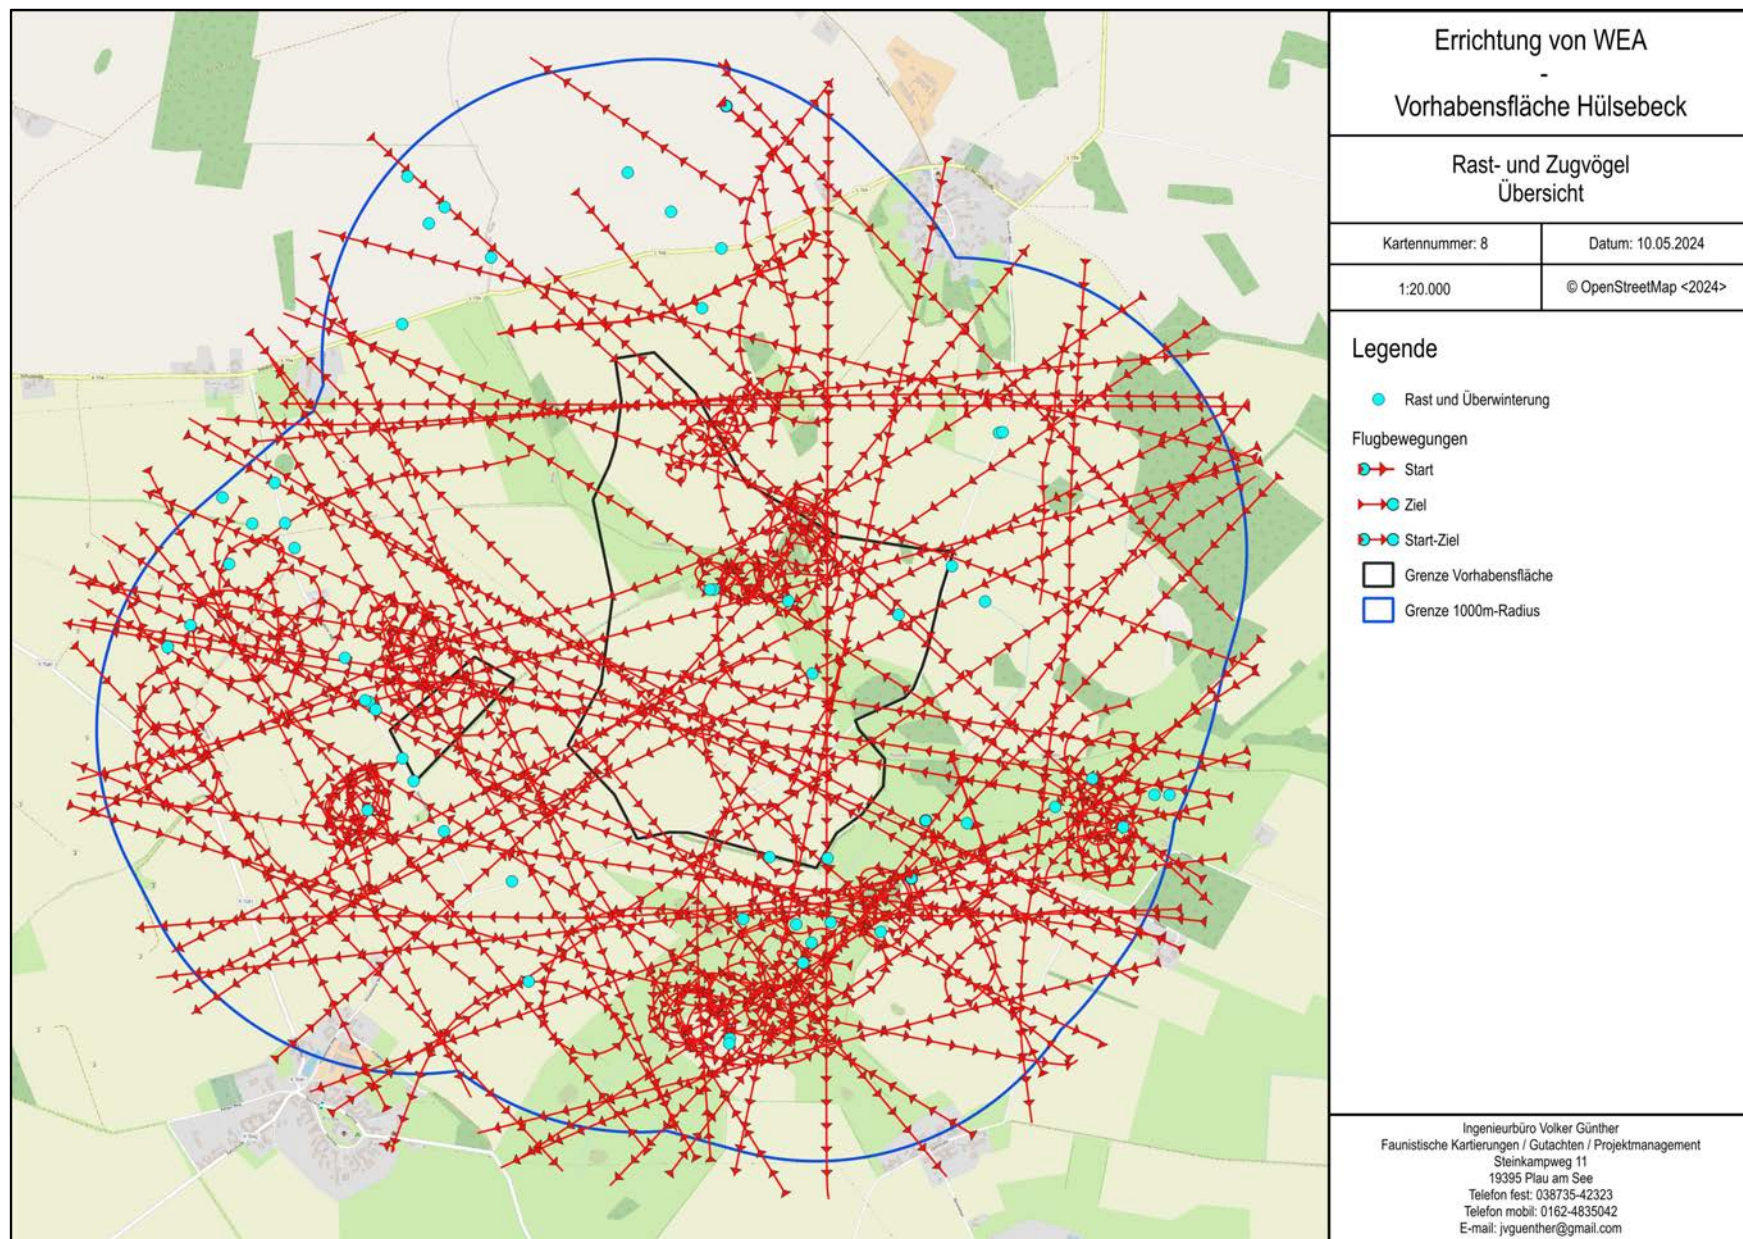 Errichtung von WEA
-
Vorhabensfläche Hülsebeck
Rast- und Zugvögel
Übersicht
Kartennummer: 8
Datum: 10.05.2024
1:20.000
© OpenStreetMap <2024>
Legende
Rast und Überwinterung
Flugbewegungen
Start
Ziel
Start-Ziel
Grenze Vorhabensfläche
Grenze 1000m-Radius
Ingenieurbüro Volker Günther
Faunistische Kartierungen / Gutachten / Projektmanagement
Steinkampweg 11
19395 Plau am See
Telefon fest: 038735-42323
Telefon mobil: 0162-4835042
E-mail: jvguenther@gmail.com